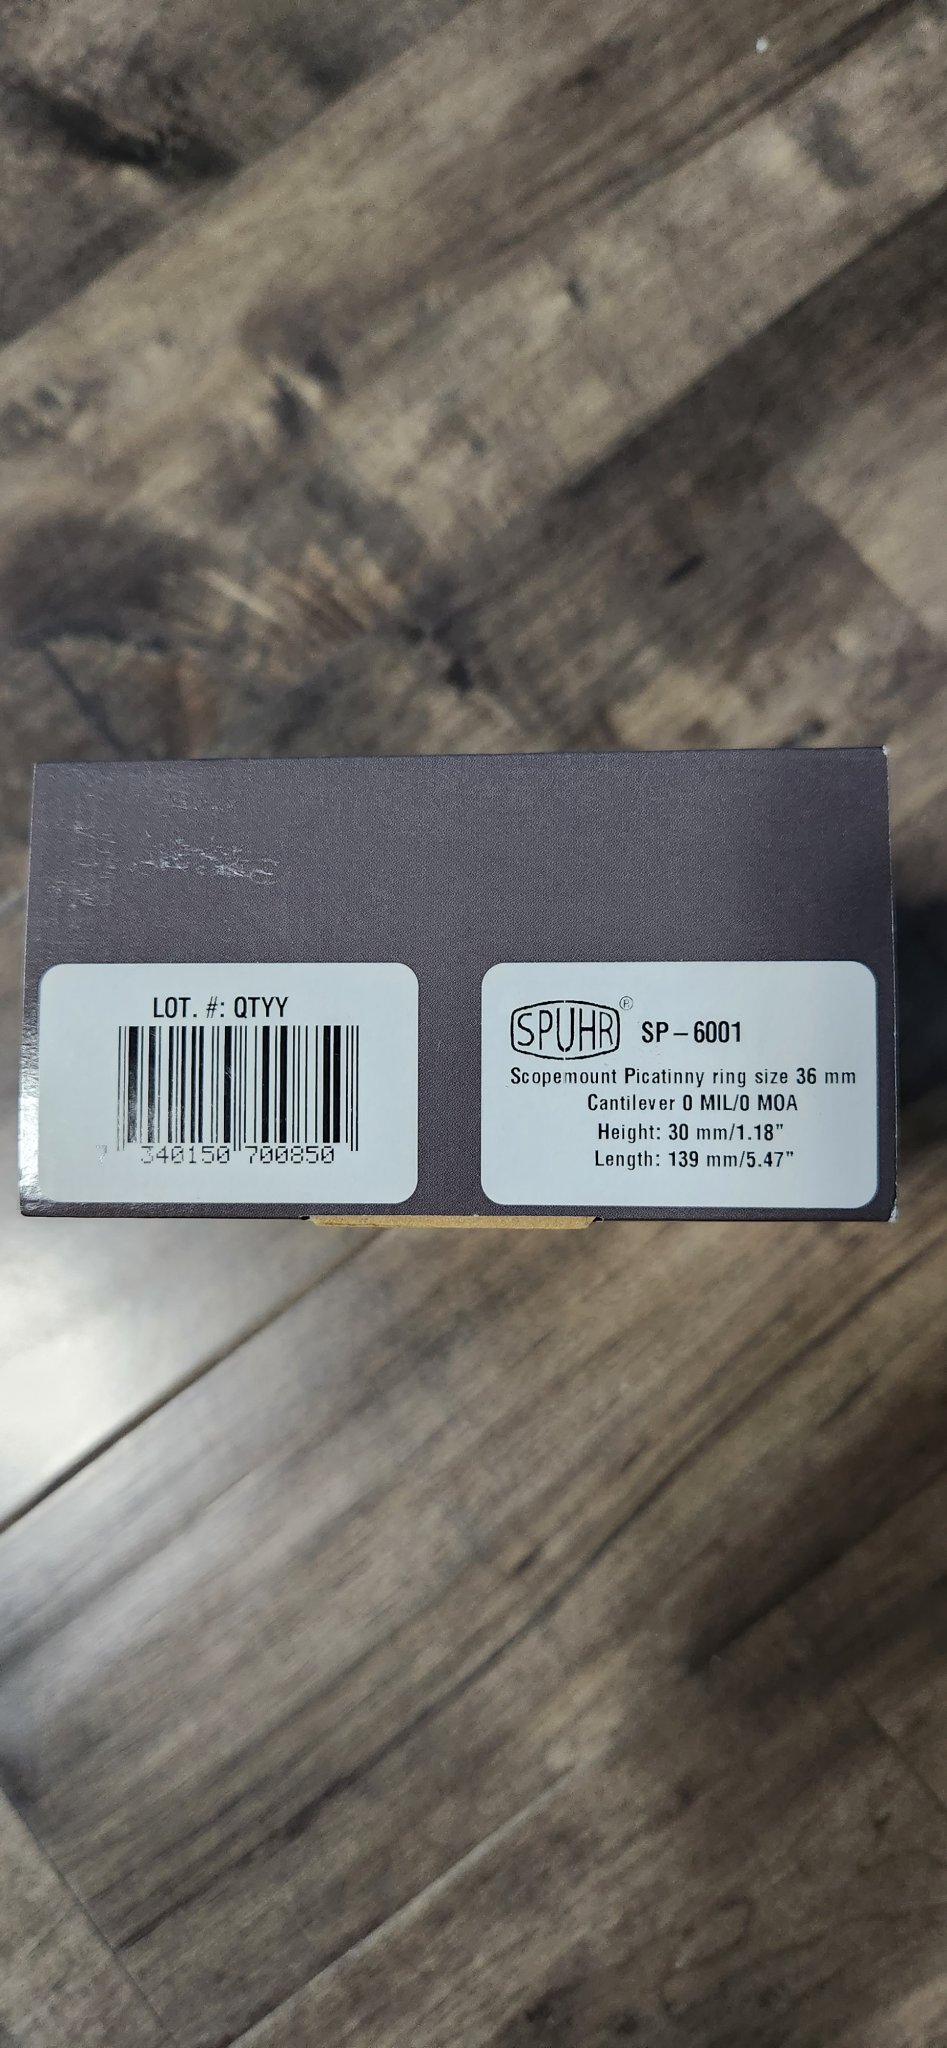 LOT. #: QTYY
7 340150 700850
SPUHR® SP-6001
Scopemount Picatinny ring size 36 mm
Cantilever 0 MIL/0 MOA
Height: 30 mm/1.18"
Length: 139 mm/5.47"